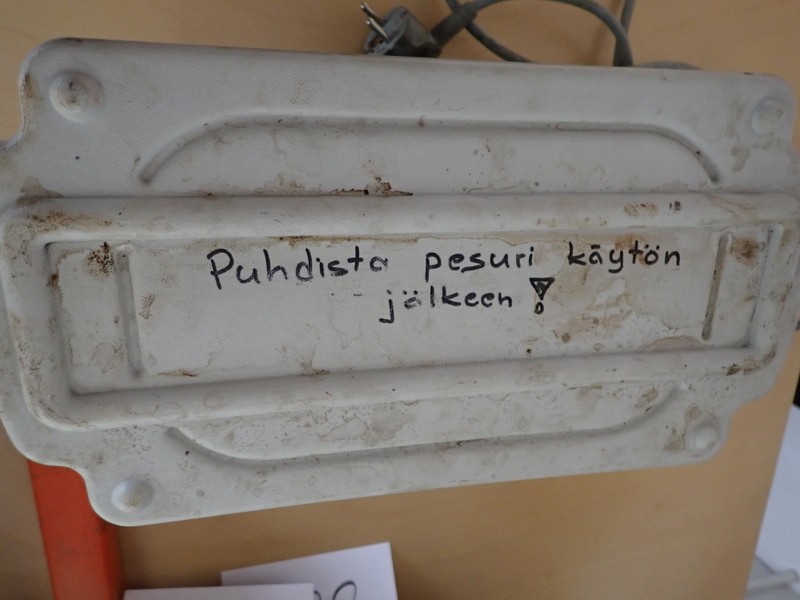 Puhdista pesuri käytön
jälkeen!